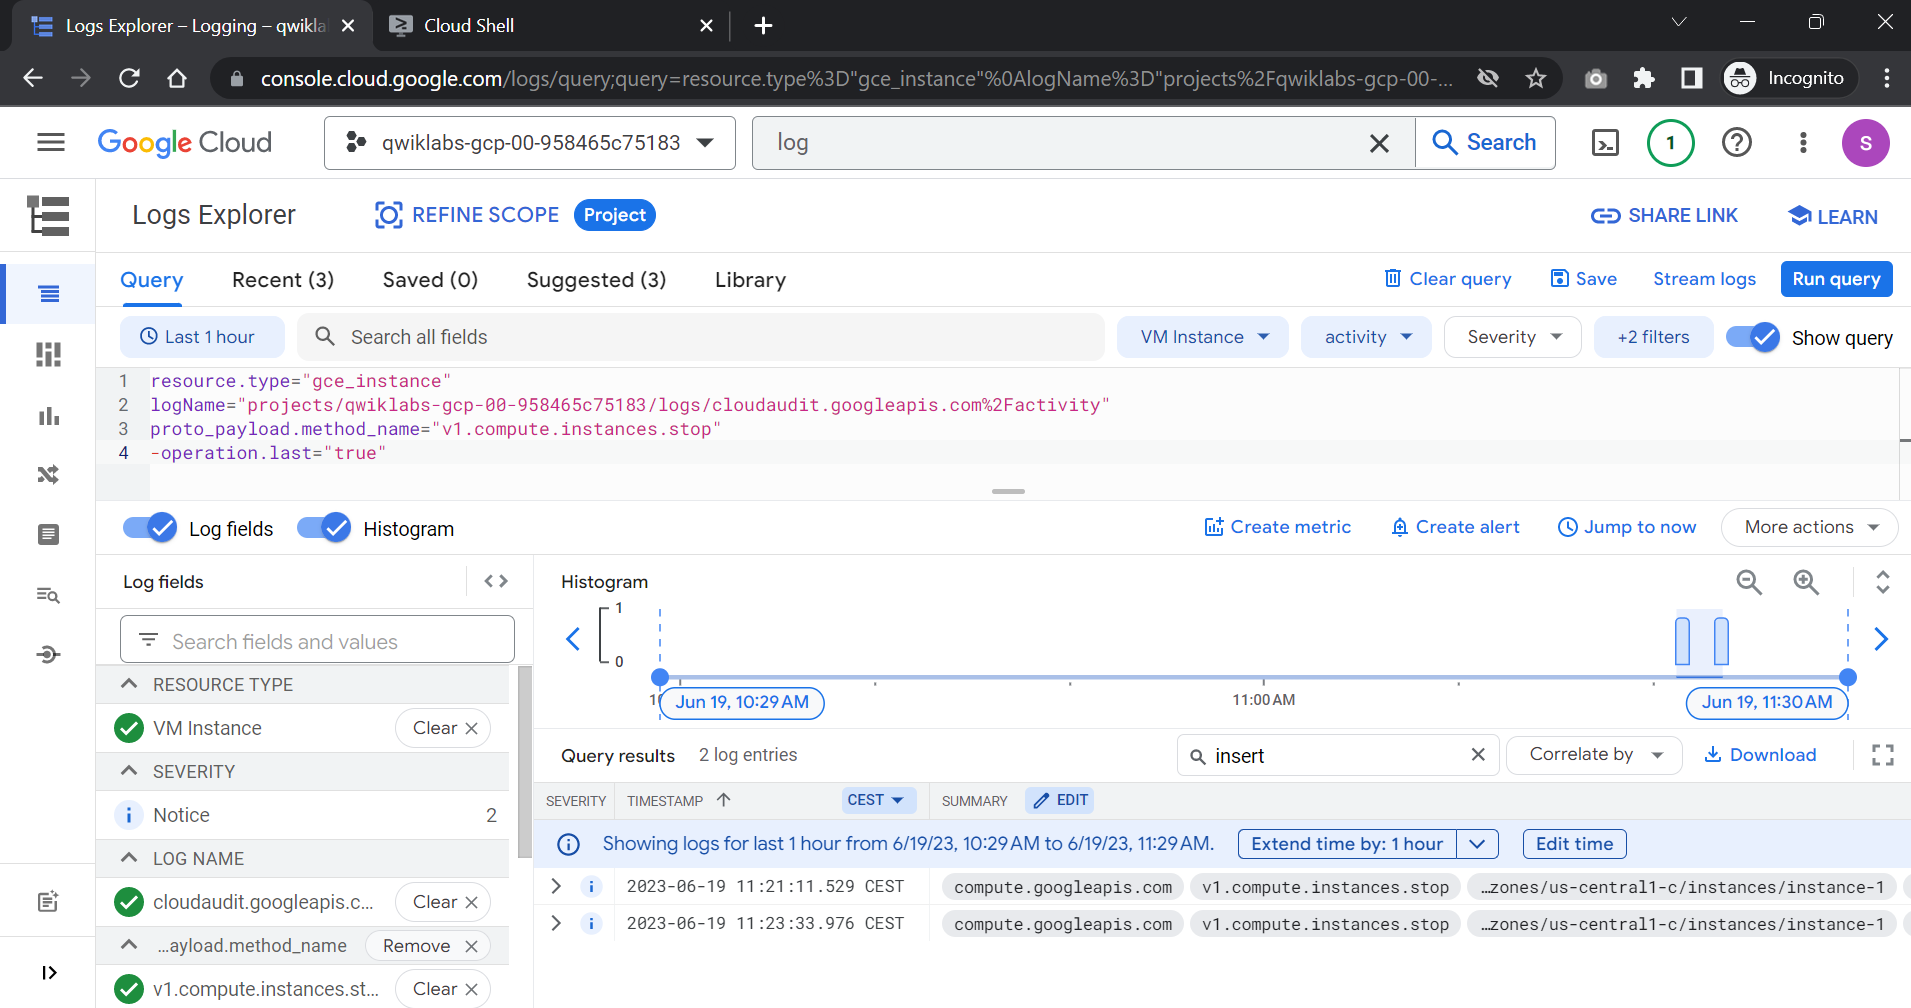 Logs Explorer – Logging – qwikla
Cloud Shell
console.cloud.google.com/logs/query;query=resource.type%3D"gce_instance"%0AlogName%3D"projects%2Fqwiklabs-gcp-00-...
Incognito
Google Cloud
qwiklabs-gcp-00-958465c75183
log
Search
1
S
Logs Explorer
REFINE SCOPE
Project
SHARE LINK
LEARN
Query
Recent (3)
Saved (0)
Suggested (3)
Library
Clear query
Save
Stream logs
Run query
Last 1 hour
Search all fields
VM Instance
activity
Severity
+2 filters
Show query
1 resource.type="gce_instance"
2 logName="projects/qwiklabs-gcp-00-958465c75183/logs/cloudaudit.googleapis.com%2Factivity"
3 proto_payload.method_name="v1.compute.instances.stop"
4 -operation.last="true"
Log fields
Histogram
Create metric
Create alert
Jump to now
More actions
Log fields
Search fields and values
RESOURCE TYPE
VM Instance
Clear
SEVERITY
Notice
2
LOG NAME
cloudaudit.googleapis.c...
Clear
...ayload.method_name
Remove
v1.compute.instances.st...
Clear
Histogram
1
0
10
Jun 19, 10:29 AM
11:00 AM
Jun 19, 11:30 AM
Query results
2 log entries
insert
Correlate by
Download
SEVERITY
TIMESTAMP
CEST
SUMMARY
EDIT
Showing logs for last 1 hour from 6/19/23, 10:29 AM to 6/19/23, 11:29 AM.
Extend time by: 1 hour
Edit time
2023-06-19 11:21:11.529 CEST compute.googleapis.com v1.compute.instances.stop …zones/us-central1-c/instances/instance-1
2023-06-19 11:23:33.976 CEST compute.googleapis.com v1.compute.instances.stop …zones/us-central1-c/instances/instance-1